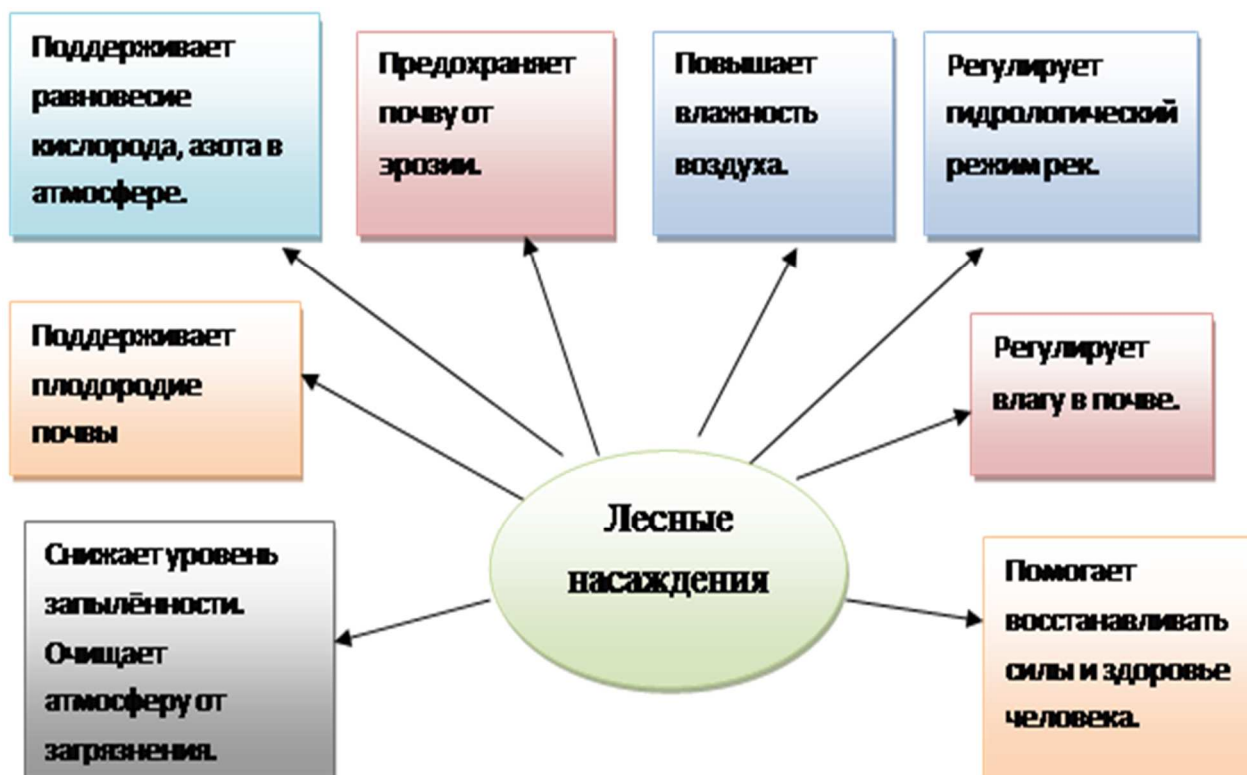 Поддерживает
равновесие
кислорода, азота в
атмосфере.
Предохраняет
почву от
эрозии.
Повышает
влажность
воздуха.
Регулирует
гидрологический
режим рек.
Поддерживает
плодородие
почвы
Регулирует
влагу в почве.
Лесные
насаждения
Снижает уровень
запылённости.
Очищает
атмосферу от
загрязнения.
Помогает
восстанавливать
силы и здоровье
человека.